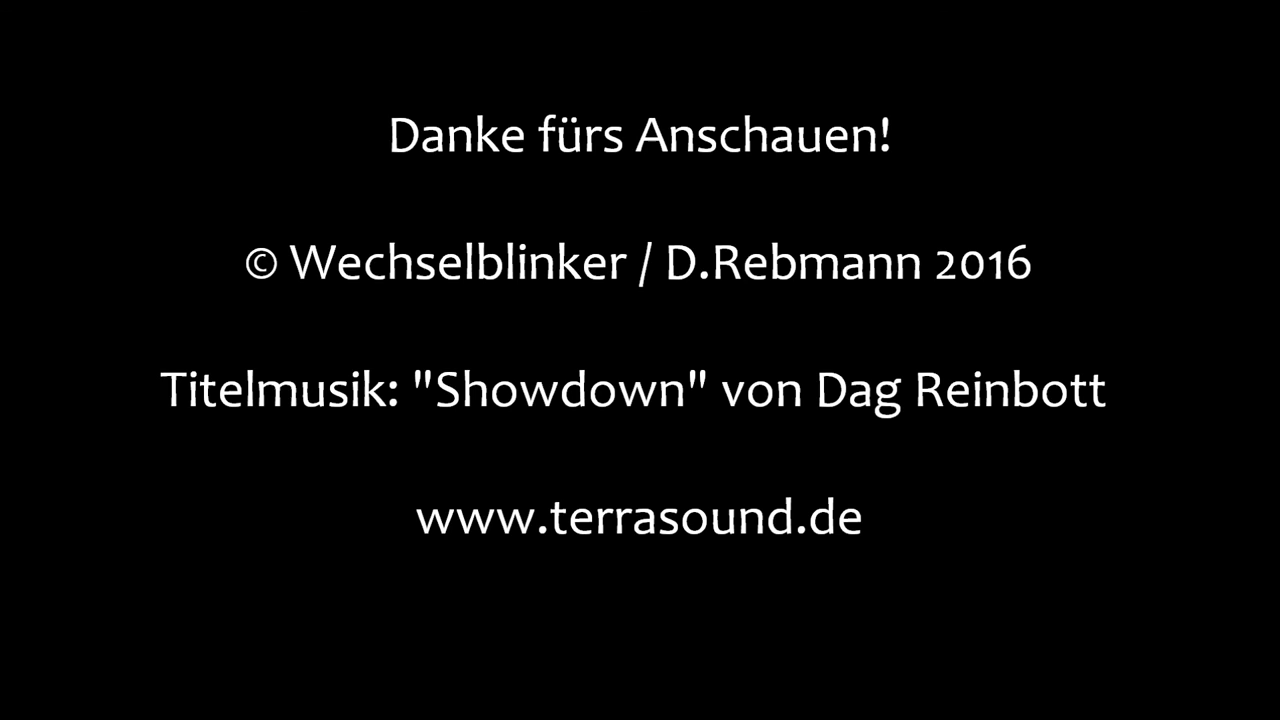 Danke fürs Anschauen!
© Wechselblinker / D.Rebmann 2016
Titelmusik: "Showdown" von Dag Reinbott
www.terrasound.de